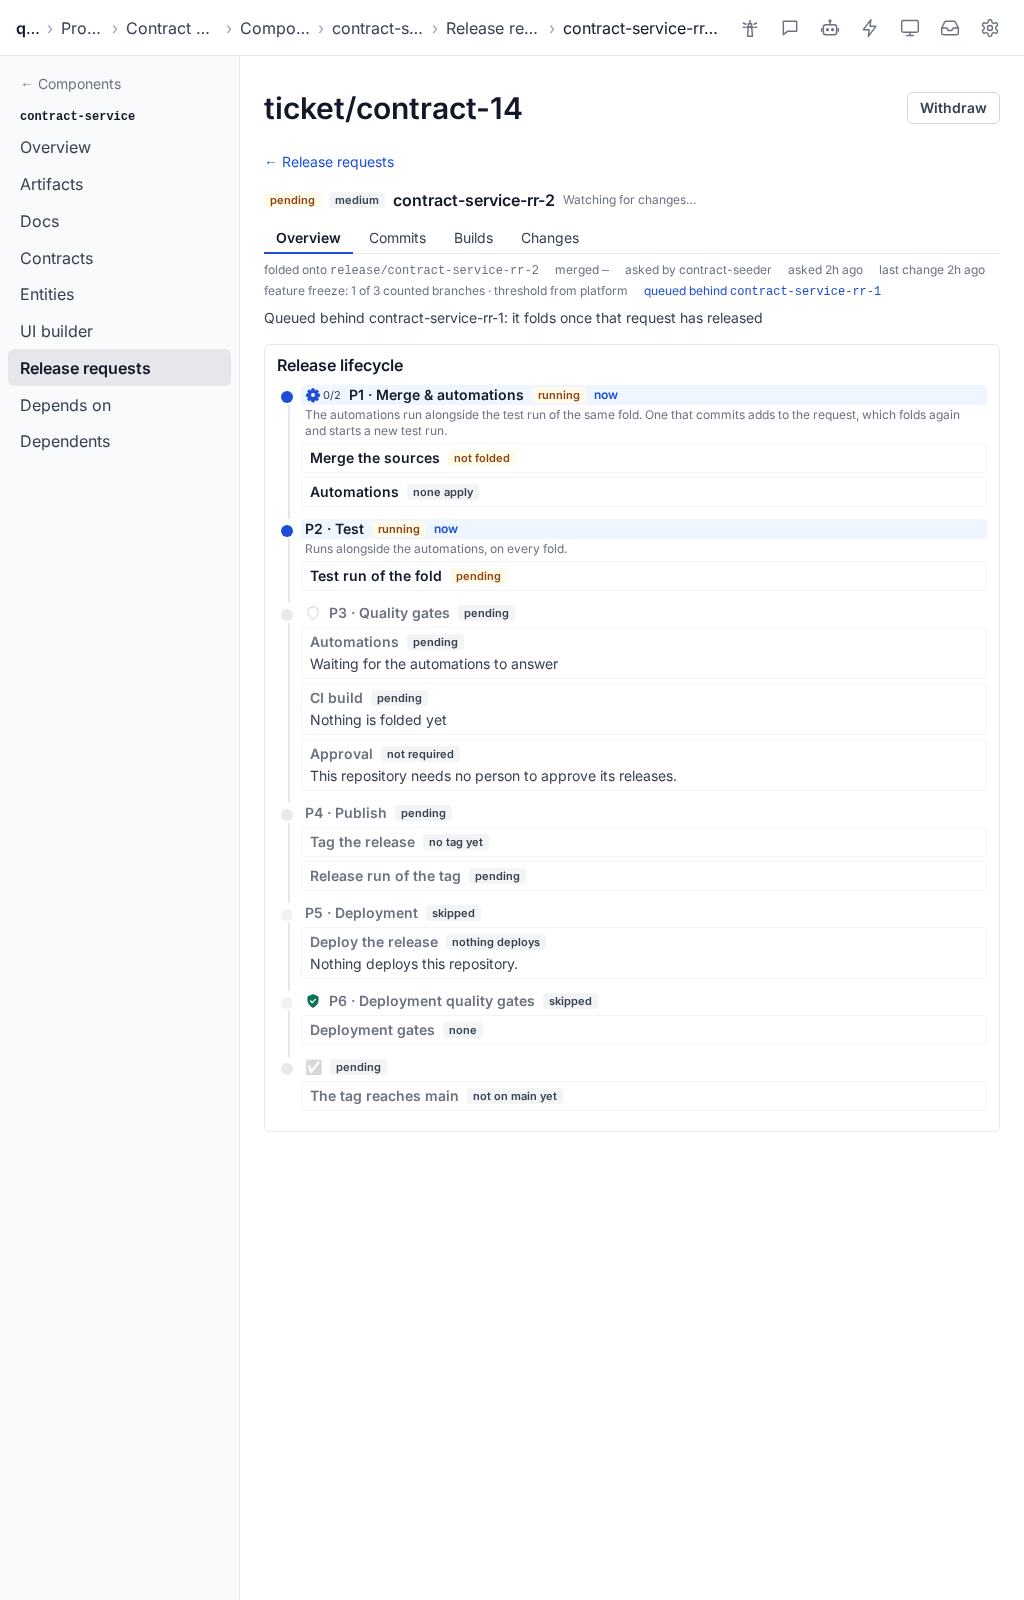 q... › Pro... › Contract ... › Compo... › contract-s... › Release re... › contract-service-rr...
← Components
contract-service
Overview
Artifacts
Docs
Contracts
Entities
UI builder
Release requests
Depends on
Dependents
ticket/contract-14
Withdraw
← Release requests
pending medium contract-service-rr-2 Watching for changes...
Overview Commits Builds Changes
folded onto release/contract-service-rr-2 merged — asked by contract-seeder asked 2h ago last change 2h ago
feature freeze: 1 of 3 counted branches · threshold from platform queued behind contract-service-rr-1
Queued behind contract-service-rr-1: it folds once that request has released
Release lifecycle
0/2 P1 · Merge & automations running now
The automations run alongside the test run of the same fold. One that commits adds to the request, which folds again
and starts a new test run.
Merge the sources not folded
Automations none apply
P2 · Test running now
Runs alongside the automations, on every fold.
Test run of the fold pending
P3 · Quality gates pending
Automations pending
Waiting for the automations to answer
CI build pending
Nothing is folded yet
Approval not required
This repository needs no person to approve its releases.
P4 · Publish pending
Tag the release no tag yet
Release run of the tag pending
P5 · Deployment skipped
Deploy the release nothing deploys
Nothing deploys this repository.
P6 · Deployment quality gates skipped
Deployment gates none
pending
The tag reaches main not on main yet